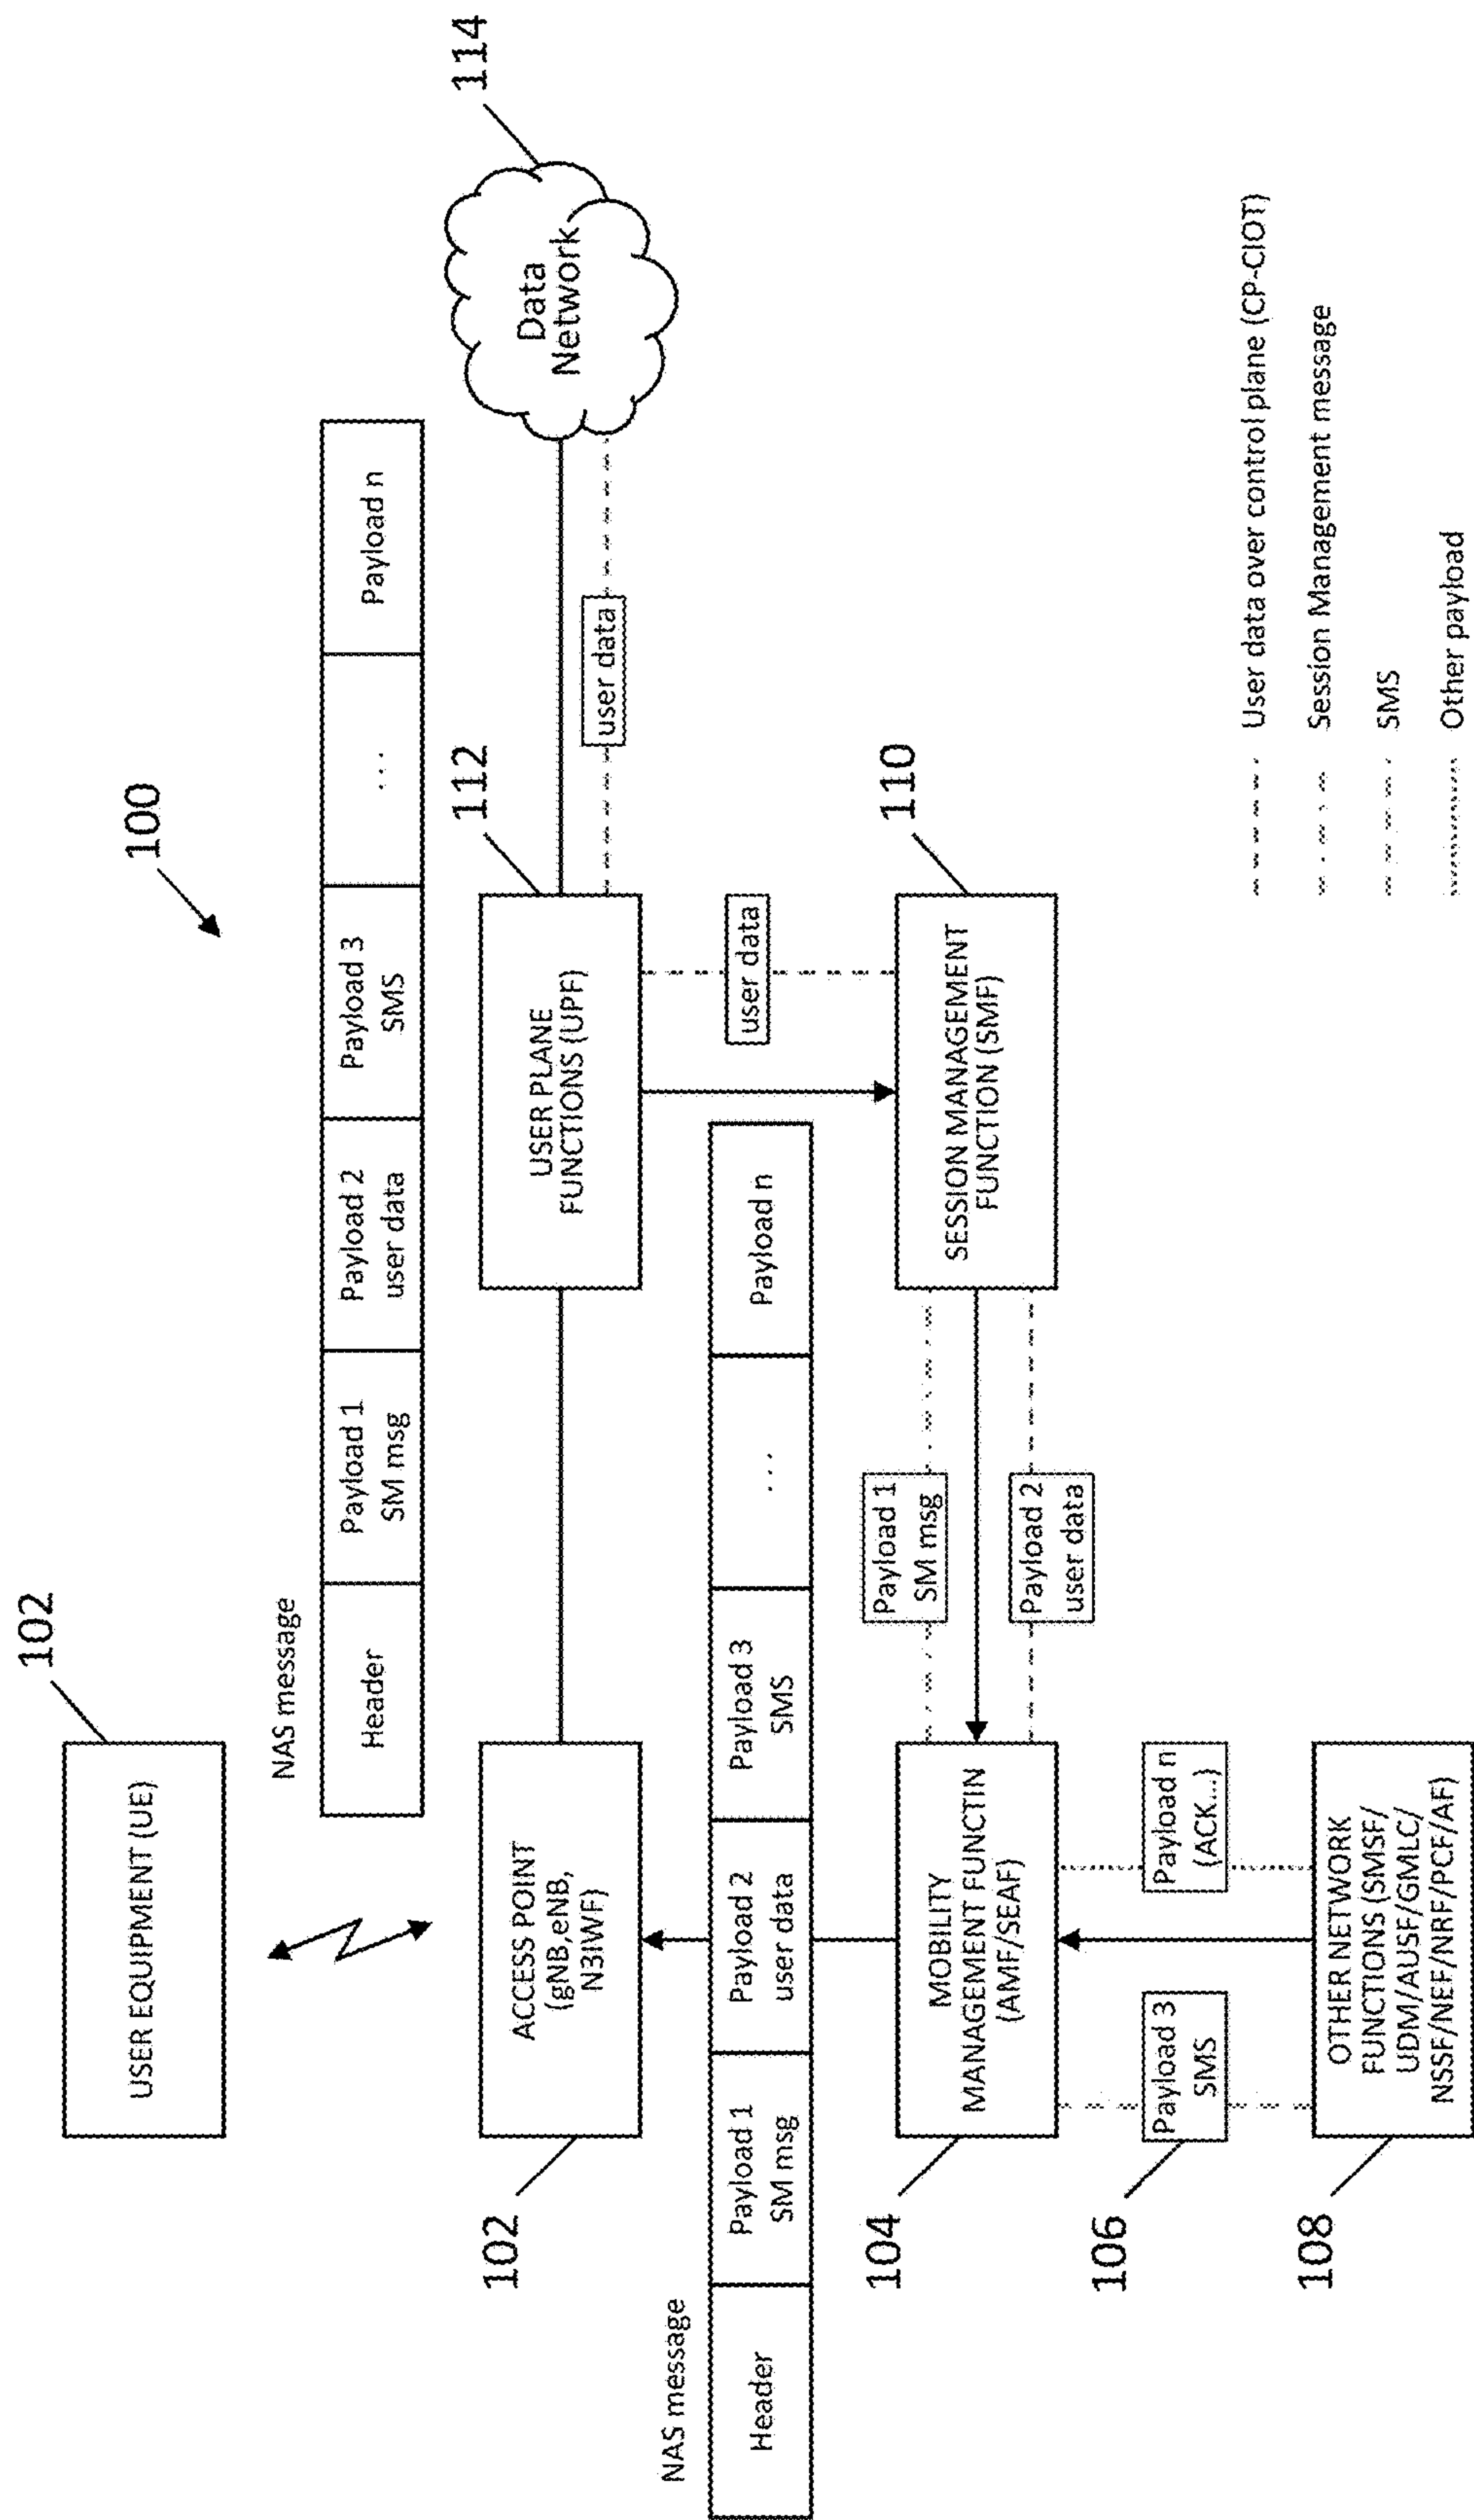 100
102
USER EQUIPMENT (UE)
NAS message
Header
Payload 1
SM msg
Payload 2
user data
Payload 3
SMS
...
Payload n
ACCESS POINT
(gNB,eNB,
N3IWF)
102
USER PLANE
FUNCTIONS (UPF)
112
user data
Data
Network
114
NAS message
Header
Payload 1
SM msg
Payload 2
user data
Payload 3
SMS
...
Payload n
user data
MOBILITY
MANAGEMENT FUNCTIN
(AMF/SEAF)
104
Payload 1
SM msg
Payload 2
user data
SESSION MANAGEMENT
FUNCTION (SMF)
110
106
Payload 3
SMS
Payload n
(ACK...)
108
OTHER NETWORK
FUNCTIONS (SMSF/
UDM/AUSF/GMLC/
NSSF/NEF/NRF/PCF/AF)
User data over control plane (CP-CIOT)
Session Management message
SMS
Other payload